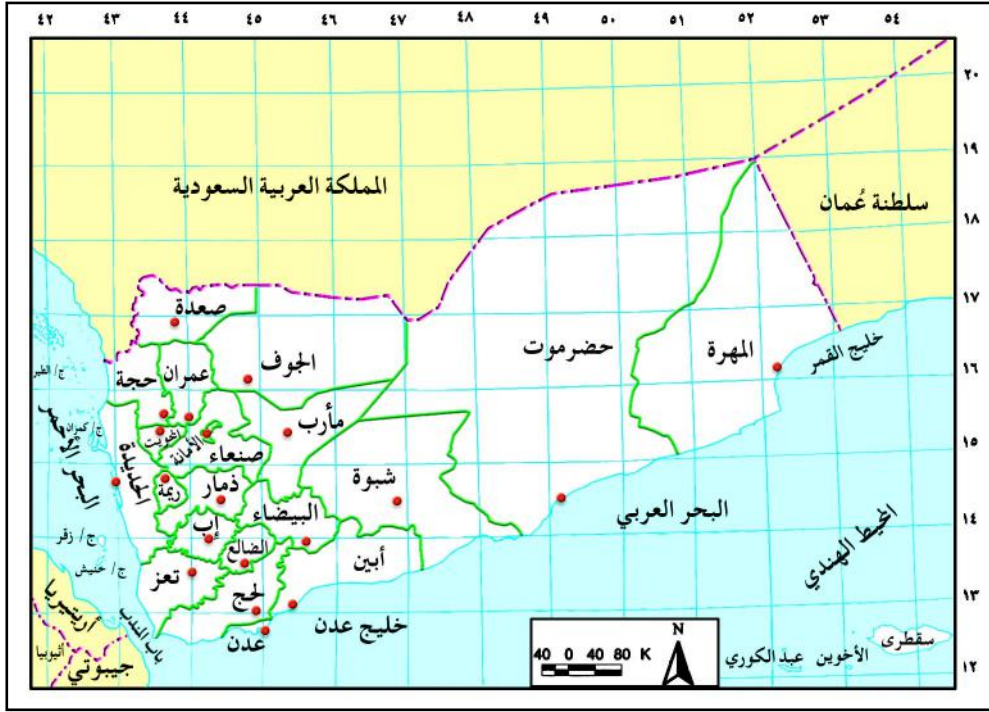 ٤٢ ٤٣ ٤٤ ٤٥ ٤٦ ٤٧ ٤٨ ٤٩ ٥٠ ٥١ ٥٢ ٥٣ ٥٤
٢٠
١٩
المملكة العربية السعودية
سلطنة عُمان
١٨
١٧
صعدة
خليج القمر
المهرة
حضرموت
الجوف
١٦
عمران
حجة
ج/ الطير
مأرب
ج/ كمران
المحويت
الأمانة
صنعاء
١٥
البحر الأحمر
الحديدة
شبوة
ذمار
ريمة
البيضاء
البحر العربي
المحيط الهندي
١٤
إب
الضالع
أبين
ج/ زقر
ج/ حنيش
تعز
لحج
١٣
أريتيريا
باب المندب
عدن
خليج عدن
سقطرى
عبد الكوري
الأخوين
أثيوبيا
جيبوتي
١٢
N
40 0 40 80 K